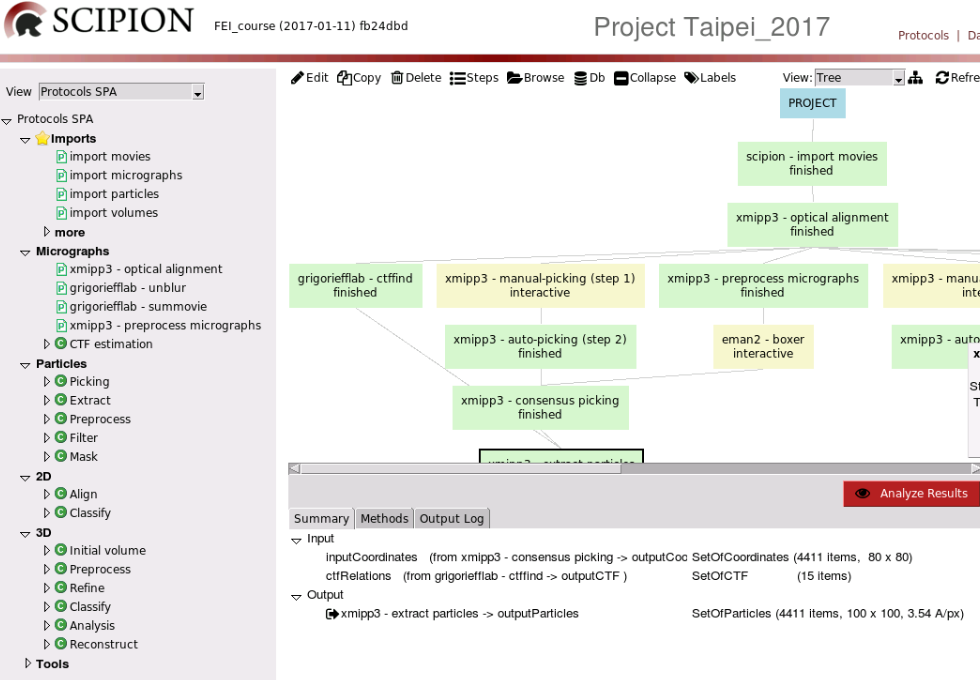 SCIPION FEI_course (2017-01-11) fb24dbd Project Taipei_2017
Protocols | Da
View Protocols SPA
Protocols SPA
Imports
import movies
import micrographs
import particles
import volumes
more
Micrographs
xmipp3 - optical alignment
grigoriefflab - unblur
grigoriefflab - summovie
xmipp3 - preprocess micrographs
CTF estimation
Particles
Picking
Extract
Preprocess
Filter
Mask
2D
Align
Classify
3D
Initial volume
Preprocess
Refine
Classify
Analysis
Reconstruct
Tools
Edit Copy Delete Steps Browse Db Collapse Labels View: Tree Refre
PROJECT
scipion - import movies
finished
xmipp3 - optical alignment
finished
grigoriefflab - ctffind
finished
xmipp3 - manual-picking (step 1)
interactive
xmipp3 - preprocess micrographs
finished
xmipp3 - manu
inte
xmipp3 - auto-picking (step 2)
finished
eman2 - boxer
interactive
xmipp3 - auto
x
St
T
xmipp3 - consensus picking
finished
xmipp3 - extract particles
Analyze Results
Summary Methods Output Log
Input
inputCoordinates (from xmipp3 - consensus picking -> outputCoc SetOfCoordinates (4411 items, 80 x 80)
ctfRelations (from grigoriefflab - ctffind -> outputCTF ) SetOfCTF (15 items)
Output
xmipp3 - extract particles -> outputParticles SetOfParticles (4411 items, 100 x 100, 3.54 A/px)